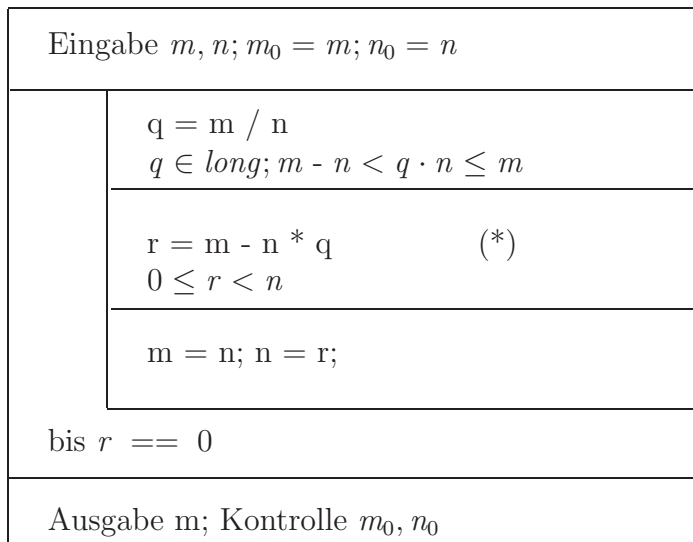 Eingabe m, n; m₀ = m; n₀ = n
q = m / n
q ∈ long; m - n < q · n ≤ m
r = m - n * q (*)
0 ≤ r < n
m = n; n = r;
bis r == 0
Ausgabe m; Kontrolle m₀, n₀